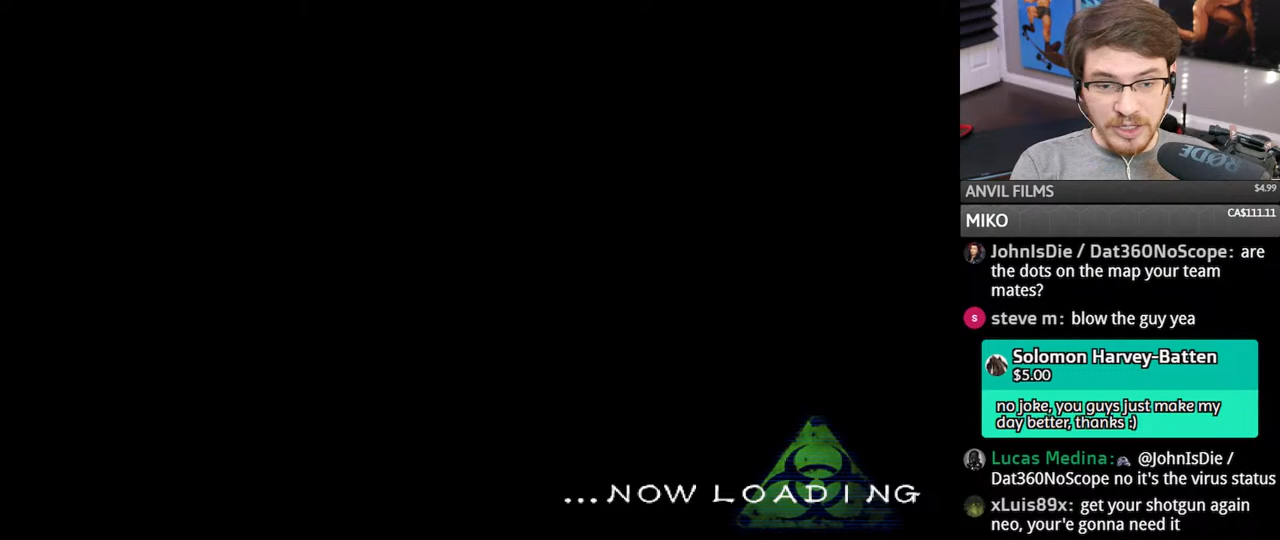 RØDE
ANVIL FILMS $4.99
MIKO CA$111.11
JohnIsDie / Dat360NoScope: are
the dots on the map your team
mates?
S steve m: blow the guy yea
Solomon Harvey-Batten
$5.00
no joke, you guys just make my
day better, thanks :)
Lucas Medina: @JohnIsDie /
Dat360NoScope no it's the virus status
xLuis89x: get your shotgun again
neo, your'e gonna need it
...NOW LOADING